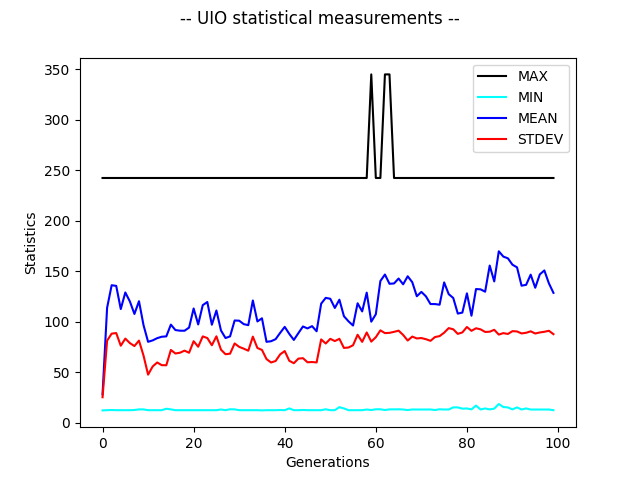 -- UIO statistical measurements --
MAX
MIN
MEAN
STDEV
350
300
250
200
150
100
50
0
Statistics
0 20 40 60 80 100
Generations